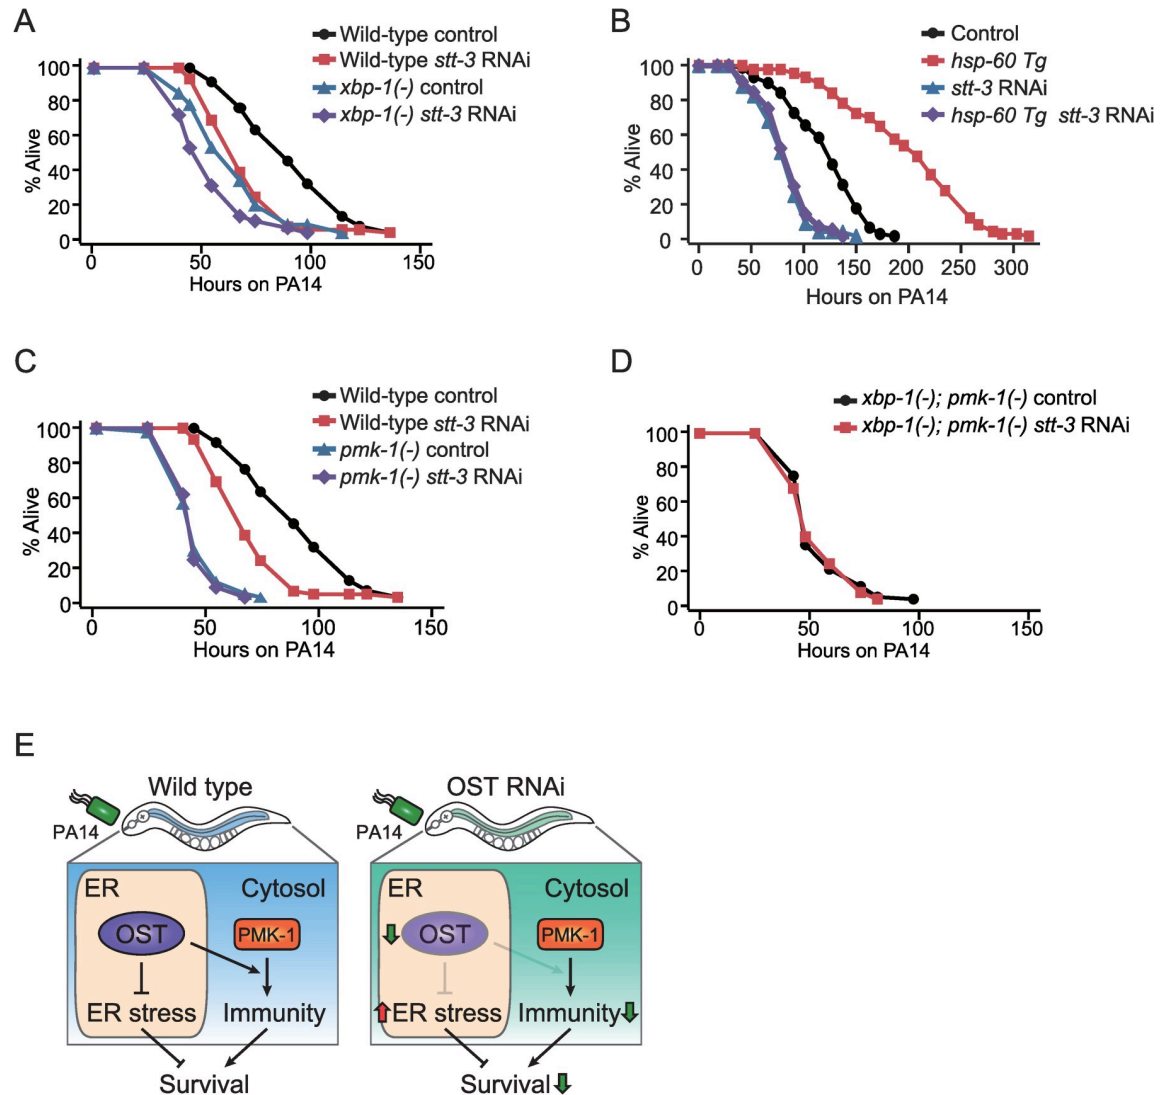 A
Wild-type control
Wild-type stt-3 RNAi
xbp-1(-) control
xbp-1(-) stt-3 RNAi
100
80
60
40
20
0
% Alive
0 50 100 150
Hours on PA14
B
Control
hsp-60 Tg
stt-3 RNAi
hsp-60 Tg stt-3 RNAi
100
80
60
40
20
0
% Alive
0 50 100 150 200 250 300
Hours on PA14
C
Wild-type control
Wild-type stt-3 RNAi
pmk-1(-) control
pmk-1(-) stt-3 RNAi
100
80
60
40
20
0
% Alive
0 50 100 150
Hours on PA14
D
xbp-1(-); pmk-1(-) control
xbp-1(-); pmk-1(-) stt-3 RNAi
100
80
60
40
20
0
% Alive
0 50 100 150
Hours on PA14
E
Wild type
PA14
ER
Cytosol
OST
PMK-1
ER stress
Immunity
Survival
OST RNAi
PA14
ER
Cytosol
OST
PMK-1
ER stress
Immunity
Survival